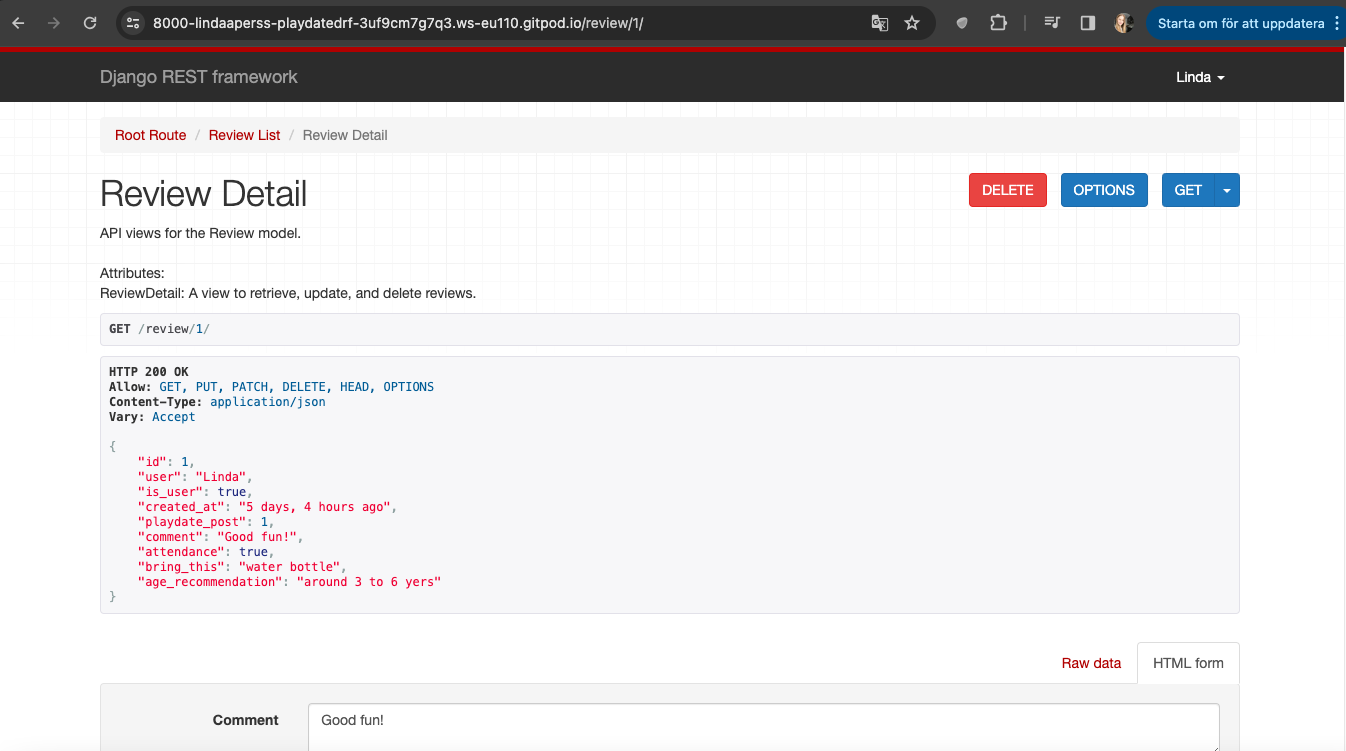 8000-lindaaperss-playdatedrf-3uf9cm7g7q3.ws-eu110.gitpod.io/review/1/
Starta om för att uppdatera
Django REST framework
Linda
Root Route / Review List / Review Detail
Review Detail
DELETE
OPTIONS
GET
API views for the Review model.
Attributes:
ReviewDetail: A view to retrieve, update, and delete reviews.
GET /review/1/
HTTP 200 OK
Allow: GET, PUT, PATCH, DELETE, HEAD, OPTIONS
Content-Type: application/json
Vary: Accept
{
"id": 1,
"user": "Linda",
"is_user": true,
"created_at": "5 days, 4 hours ago",
"playdate_post": 1,
"comment": "Good fun!",
"attendance": true,
"bring_this": "water bottle",
"age_recommendation": "around 3 to 6 yers"
}
Raw data
HTML form
Comment
Good fun!